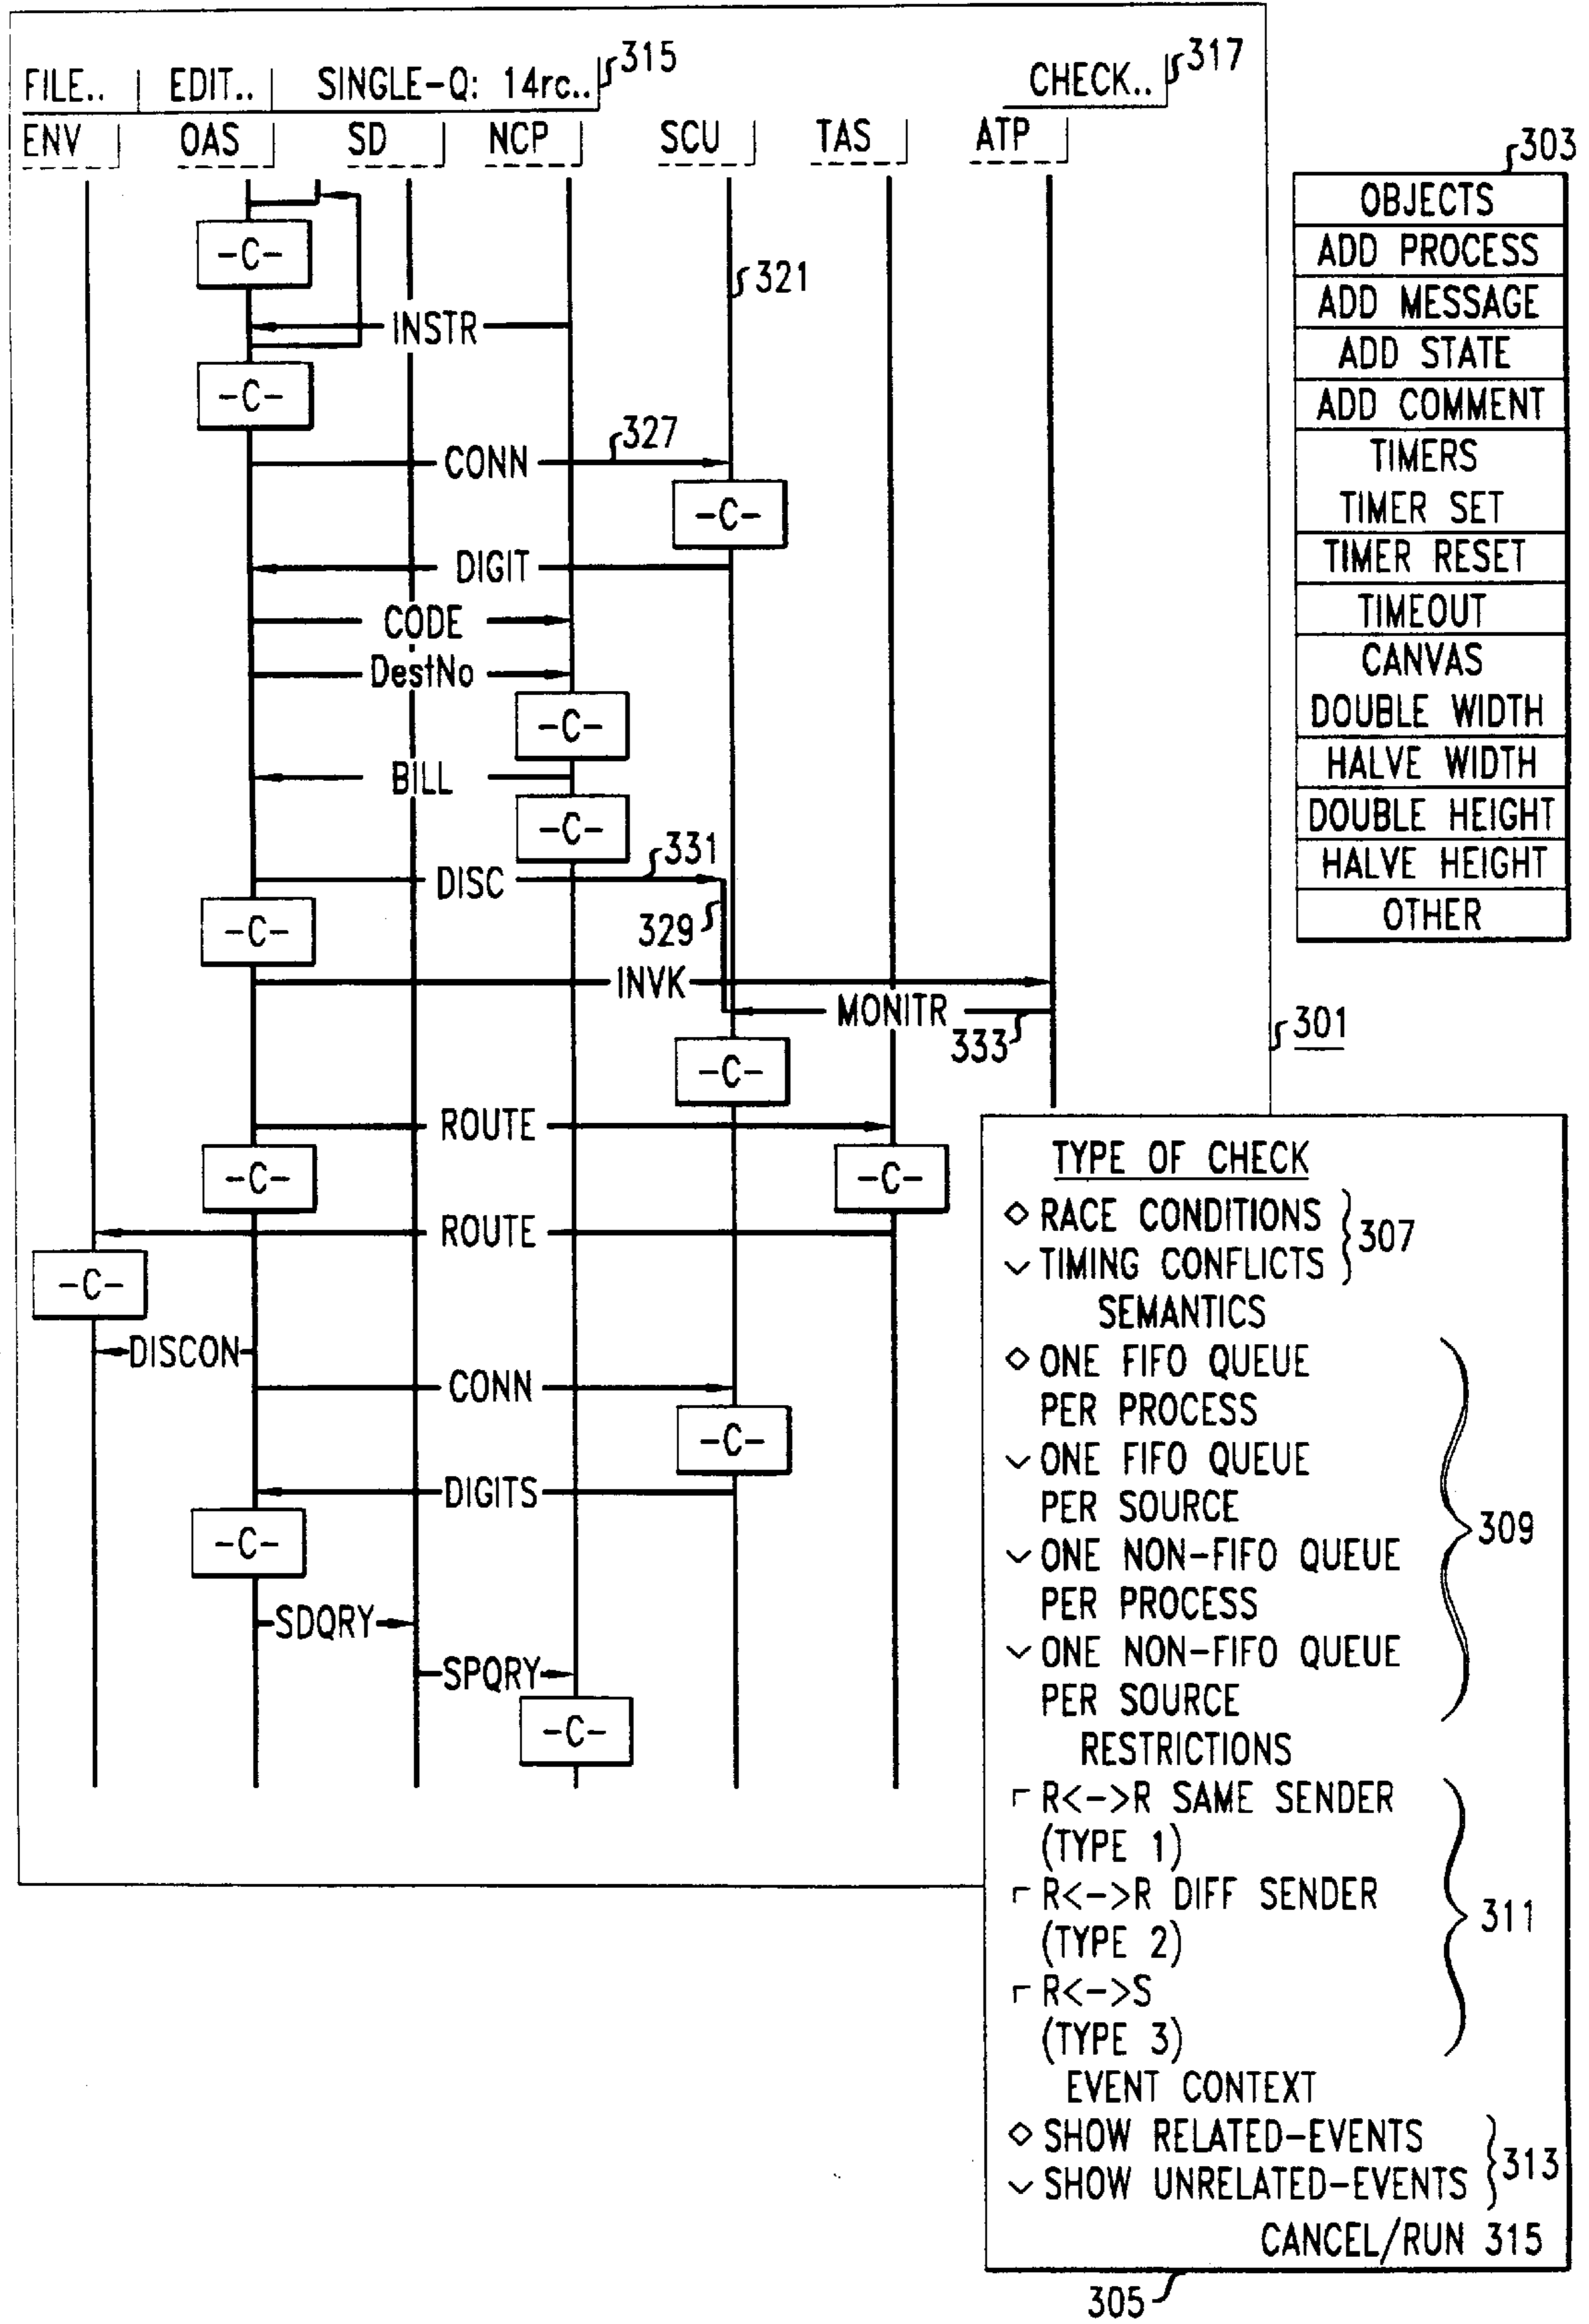 FILE.. EDIT.. SINGLE-Q: 14rc.. 315 CHECK.. 317
ENV OAS SD NCP SCU TAS ATP
-C-
321
INSTR
-C-
327
CONN
-C-
DIGIT
CODE
DestNo
-C-
BILL
-C-
331
DISC
329
-C-
INVK
MONITR
333
301
-C-
ROUTE
-C- -C-
ROUTE
-C-
DISCON
CONN
-C-
DIGITS
-C-
SDQRY
SPQRY
-C-
303
OBJECTS
ADD PROCESS
ADD MESSAGE
ADD STATE
ADD COMMENT
TIMERS
TIMER SET
TIMER RESET
TIMEOUT
CANVAS
DOUBLE WIDTH
HALVE WIDTH
DOUBLE HEIGHT
HALVE HEIGHT
OTHER
TYPE OF CHECK
RACE CONDITIONS
307
TIMING CONFLICTS
SEMANTICS
ONE FIFO QUEUE
PER PROCESS
ONE FIFO QUEUE
PER SOURCE
309
ONE NON-FIFO QUEUE
PER PROCESS
ONE NON-FIFO QUEUE
PER SOURCE
RESTRICTIONS
R<->R SAME SENDER
(TYPE 1)
R<->R DIFF SENDER
311
(TYPE 2)
R<->S
(TYPE 3)
EVENT CONTEXT
SHOW RELATED-EVENTS
313
SHOW UNRELATED-EVENTS
CANCEL/RUN 315
305